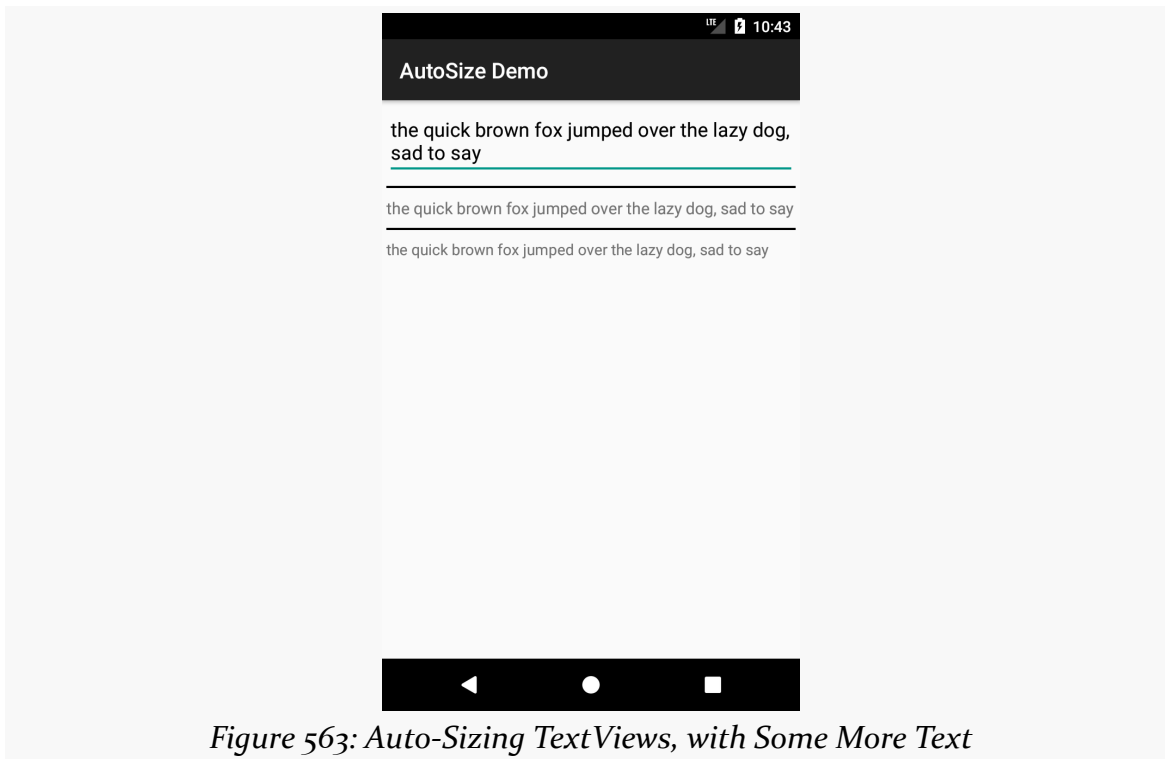 LTE 10:43
AutoSize Demo
the quick brown fox jumped over the lazy dog,
sad to say
the quick brown fox jumped over the lazy dog, sad to say
the quick brown fox jumped over the lazy dog, sad to say
Figure 563: Auto-Sizing TextViews, with Some More Text